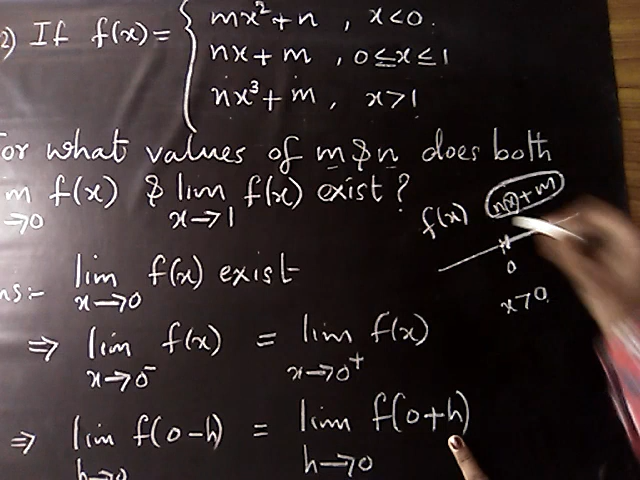 2) If f(x) = { mx² + n , x < 0.
nx + m , 0 ≤ x ≤ 1
nx³ + m , x > 1
For what values of m & n does both
lim x→0 f(x) & lim x→1 f(x) exist ?
f(x) nx + m
0
x > 0
Ans:- lim x→0 f(x) exist
⇒ lim x→0⁻ f(x) = lim x→0⁺ f(x)
⇒ lim h→0 f(0-h) = lim h→0 f(0+h)